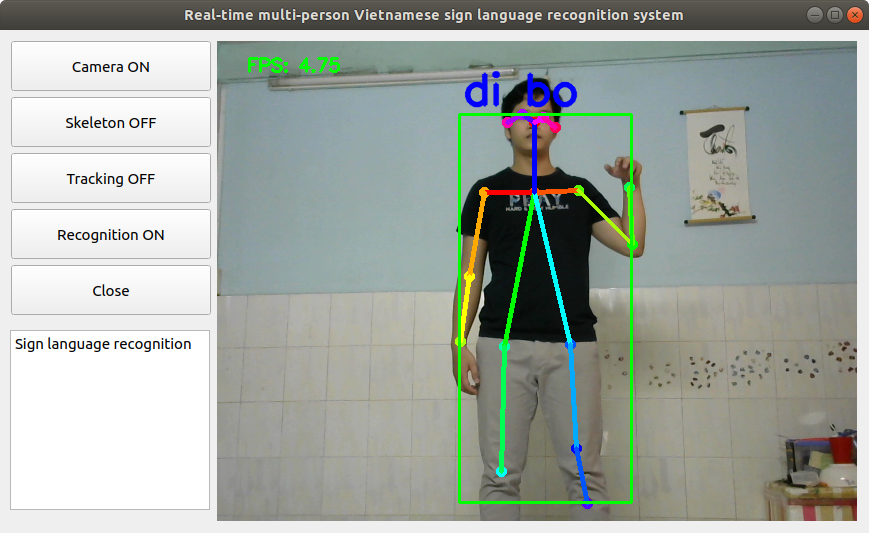 Real-time multi-person Vietnamese sign language recognition system
Camera ON
Skeleton OFF
Tracking OFF
Recognition ON
Close
Sign language recognition
FPS: 4.75
di bo
PLAY